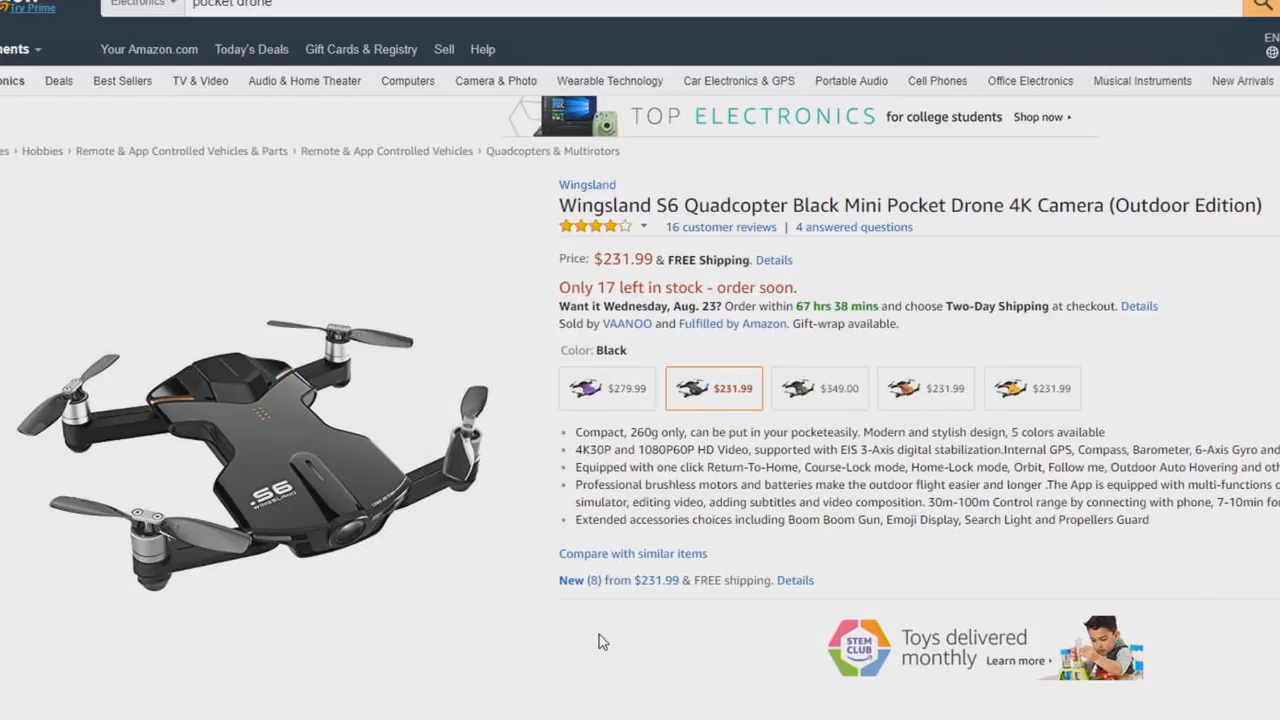 Try Prime
Electronics
pocket drone
EN
Your Amazon.com Today's Deals Gift Cards & Registry Sell Help
Deals Best Sellers TV & Video Audio & Home Theater Computers Camera & Photo Wearable Technology Car Electronics & GPS Portable Audio Cell Phones Office Electronics Musical Instruments New Arrivals
TOP ELECTRONICS for college students Shop now ▸
› Hobbies › Remote & App Controlled Vehicles & Parts › Remote & App Controlled Vehicles › Quadcopters & Multirotors
Wingsland
Wingsland S6 Quadcopter Black Mini Pocket Drone 4K Camera (Outdoor Edition)
16 customer reviews | 4 answered questions
Price: $231.99 & FREE Shipping. Details
Only 17 left in stock - order soon.
Want it Wednesday, Aug. 23? Order within 67 hrs 38 mins and choose Two-Day Shipping at checkout. Details
Sold by VAANOO and Fulfilled by Amazon. Gift-wrap available.
Color: Black
$279.99 $231.99 $349.00 $231.99 $231.99
• Compact, 260g only, can be put in your pocketeasily. Modern and stylish design, 5 colors available
• 4K30P and 1080P60P HD Video, supported with EIS 3-Axis digital stabilization.Internal GPS, Compass, Barometer, 6-Axis Gyro and
• Equipped with one click Return-To-Home, Course-Lock mode, Home-Lock mode, Orbit, Follow me, Outdoor Auto Hovering and oth
• Professional brushless motors and batteries make the outdoor flight easier and longer .The App is equipped with multi-functions o
simulator, editing video, adding subtitles and video composition. 30m-100m Control range by connecting with phone, 7-10min fo
• Extended accessories choices including Boom Boom Gun, Emoji Display, Search Light and Propellers Guard
.S6
WINGSLAND
Compare with similar items
New (8) from $231.99 & FREE shipping. Details
STEM
CLUB
Toys delivered
monthly Learn more ▸